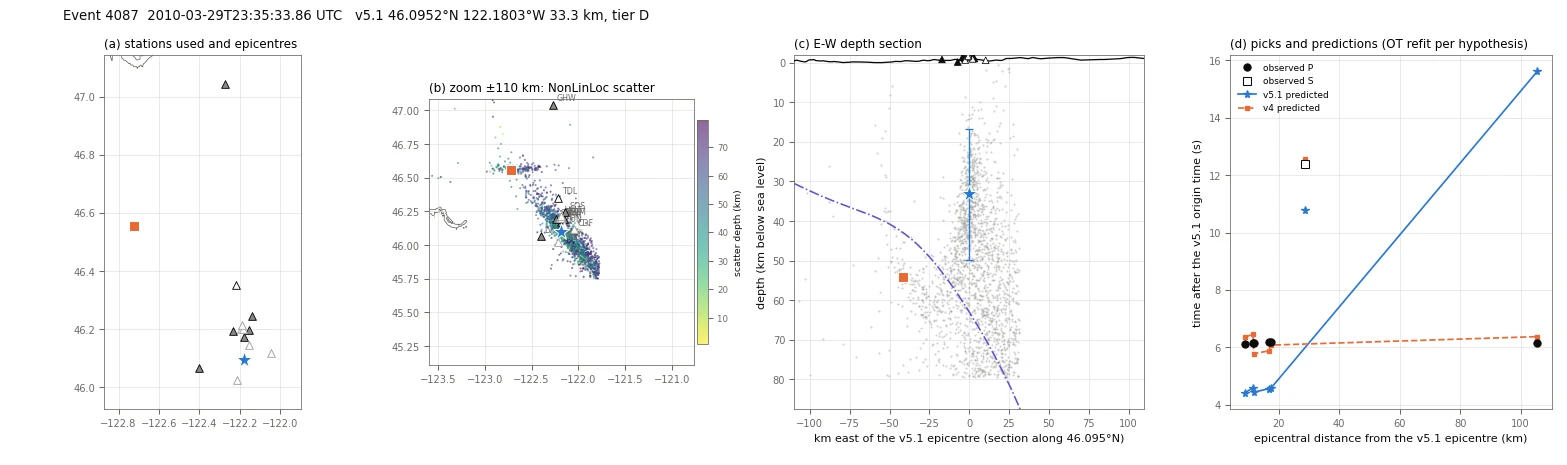 Event 4087  2010-03-29T23:35:33.86 UTC   v5.1 46.0952°N 122.1803°W 33.3 km, tier D
(a) stations used and epicentres
47.0
46.8
46.6
46.4
46.2
46.0
−122.8 −122.6 −122.4 −122.2 −122.0
(b) zoom ±110 km: NonLinLoc scatter
GHW
TDL
47.00
46.75
46.50
46.25
46.00
45.75
45.50
45.25
−123.5 −123.0 −122.5 −122.0 −121.5 −121.0
70
60
50
40
30
20
10
scatter depth (km)
(c) E-W depth section
0
10
20
30
40
50
60
70
80
depth (km below sea level)
−100 −75 −50 −25 0 25 50 75 100
km east of the v5.1 epicentre (section along 46.095°N)
(d) picks and predictions (OT refit per hypothesis)
observed P
observed S
v5.1 predicted
v4 predicted
16
14
12
10
8
6
4
time after the v5.1 origin time (s)
20 40 60 80 100
epicentral distance from the v5.1 epicentre (km)